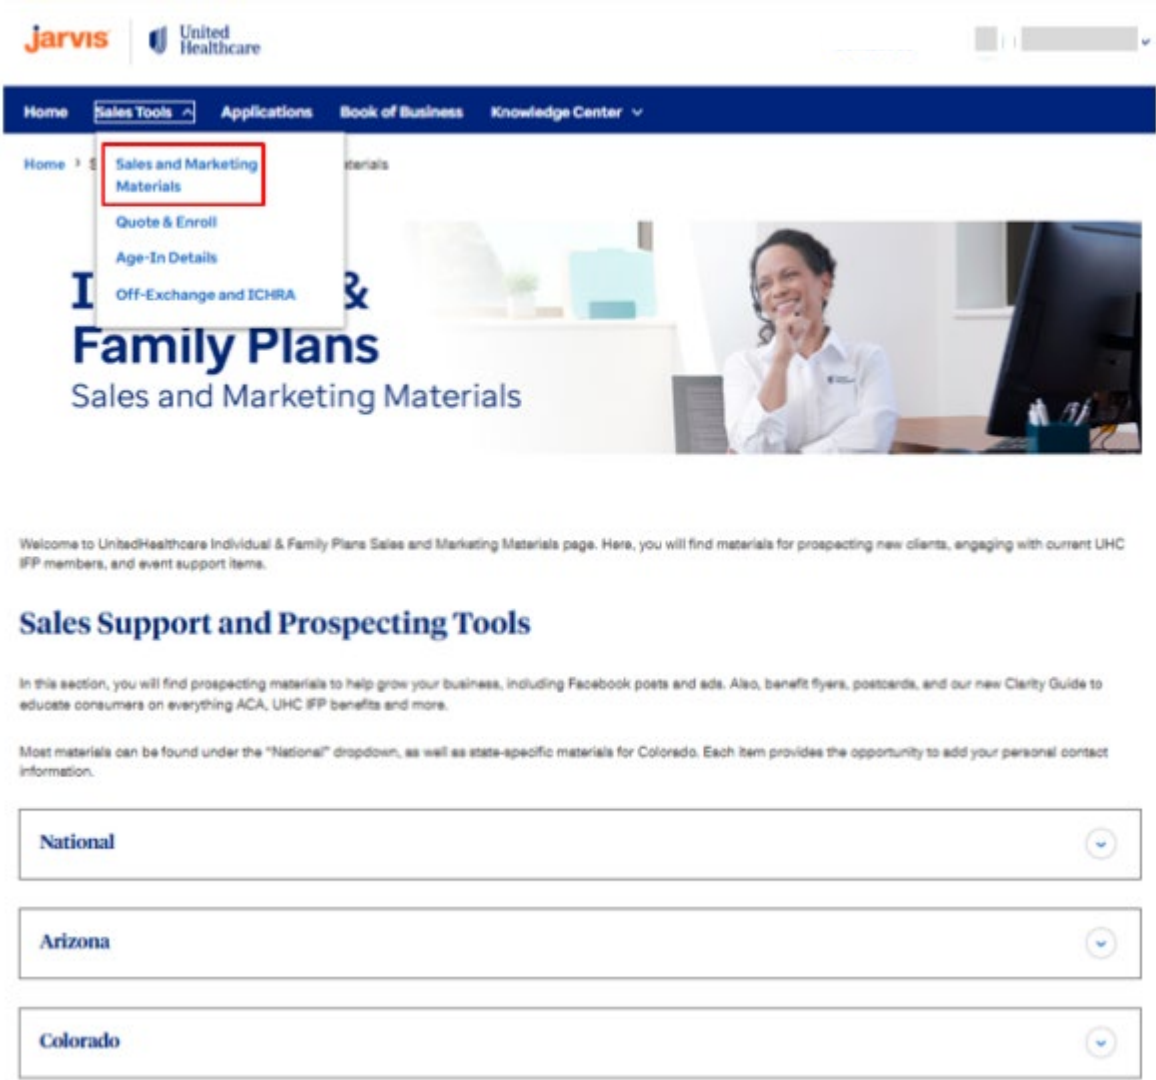 jarvis
United
Healthcare
Home Sales Tools Applications Book of Business Knowledge Center
Home > S
Sales and Marketing
Materials
aterials
Quote & Enroll
Age-In Details
Off-Exchange and ICHRA
I &
Family Plans
Sales and Marketing Materials
Welcome to UnitedHealthcare Individual & Family Plans Sales and Marketing Materials page. Here, you will find materials for prospecting new clients, engaging with current UHC
IFP members, and event support items.
Sales Support and Prospecting Tools
In this section, you will find prospecting materials to help grow your business, including Facebook posts and ads. Also, benefit flyers, postcards, and our new Clarity Guide to
educate consumers on everything ACA, UHC IFP benefits and more.
Most materials can be found under the "National" dropdown, as well as state-specific materials for Colorado. Each item provides the opportunity to add your personal contact
information.
National
Arizona
Colorado